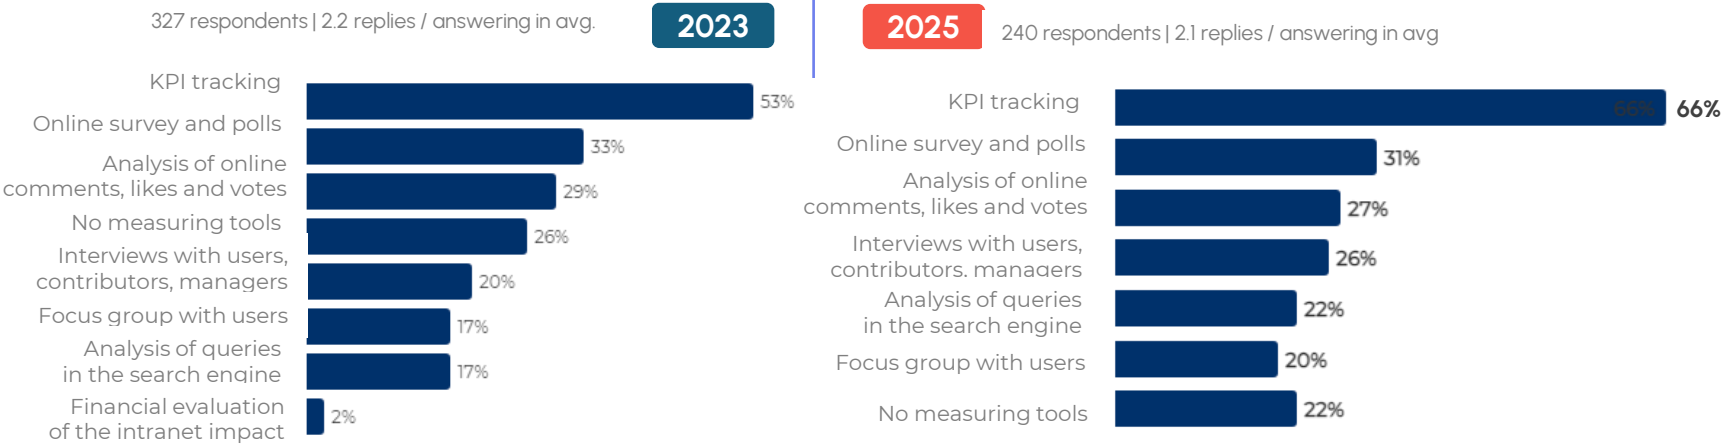 327 respondents | 2.2 replies / answering in avg.
2023
KPI tracking
53%
Online survey and polls
33%
Analysis of online
comments, likes and votes
29%
No measuring tools
26%
Interviews with users,
contributors, managers
20%
Focus group with users
17%
Analysis of queries
in the search engine
17%
Financial evaluation
of the intranet impact
2%
2025
240 respondents | 2.1 replies / answering in avg
KPI tracking
66% 66%
Online survey and polls
31%
Analysis of online
comments, likes and votes
27%
Interviews with users,
contributors, managers
26%
Analysis of queries
in the search engine
22%
Focus group with users
20%
No measuring tools
22%